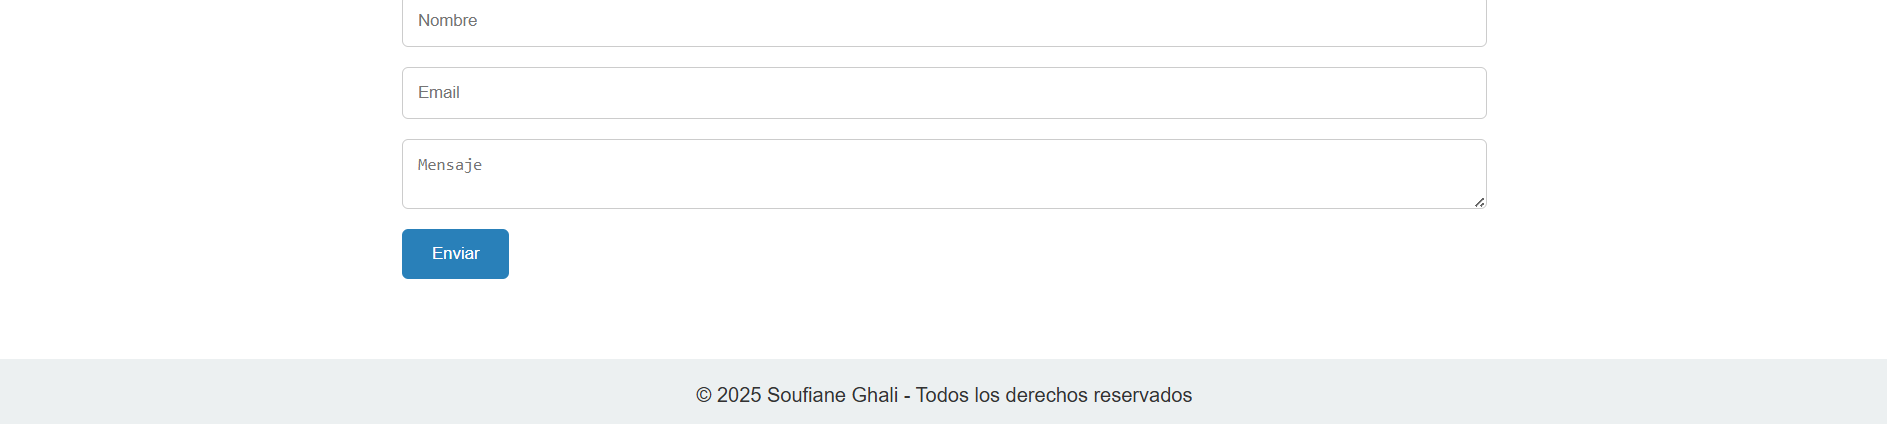 Nombre
Email
Mensaje
Enviar
© 2025 Soufiane Ghali - Todos los derechos reservados